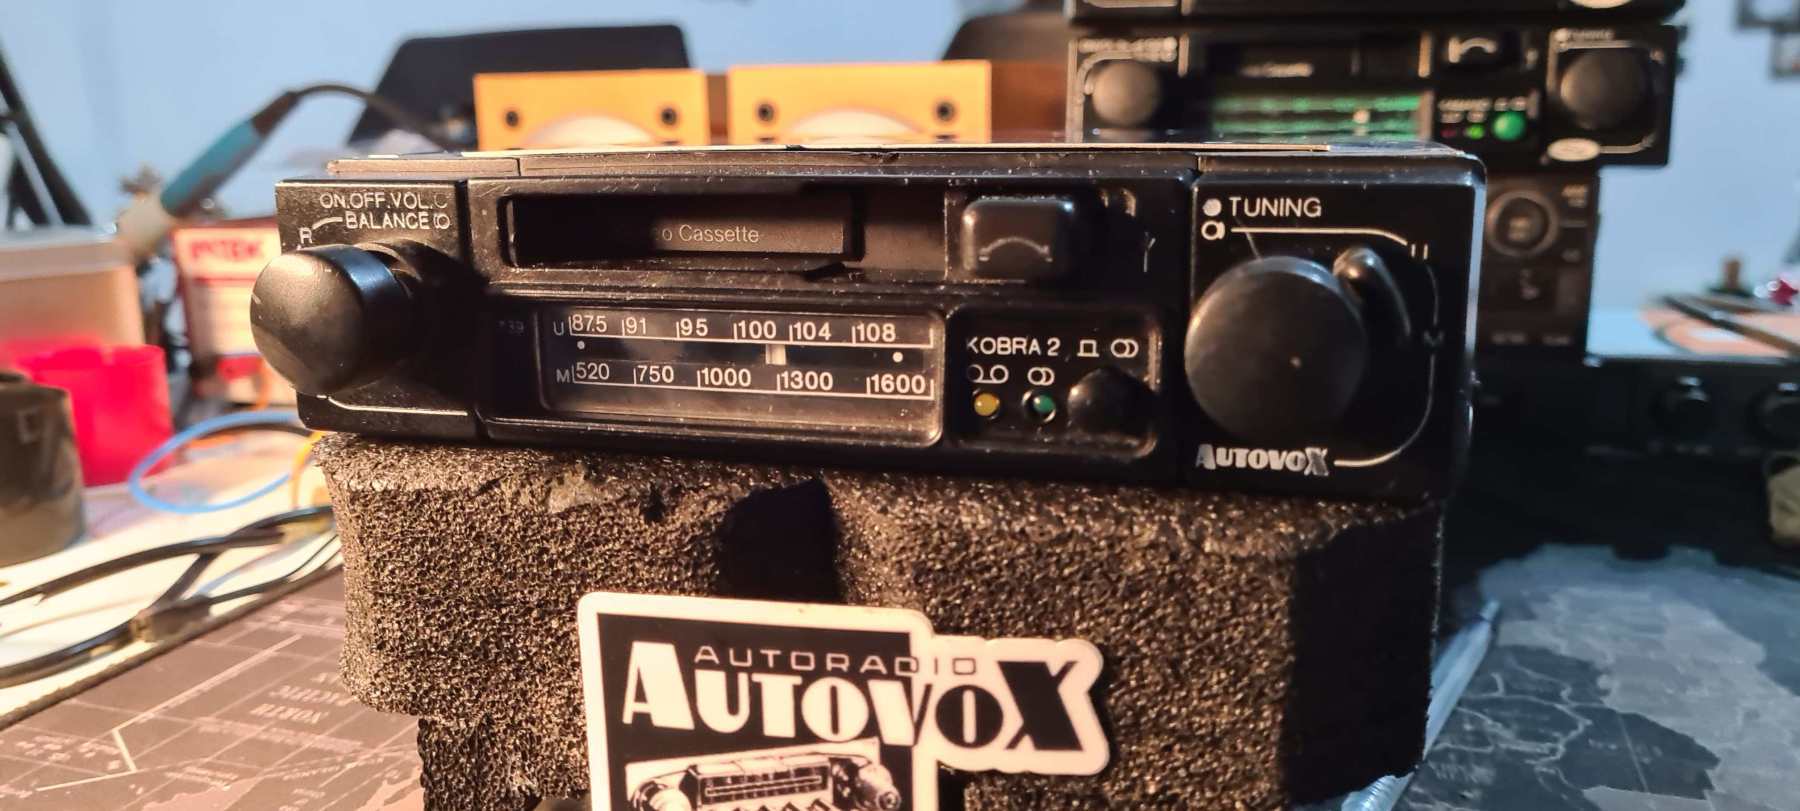 ON.OFF.VOL.
BALANCE
R
o Cassette
TUNING
U 87.5 91 95 100 104 108
M 520 750 1000 1300 1600
KOBRA 2
AUTOVOX
AUTORADIO
AUTOVOX